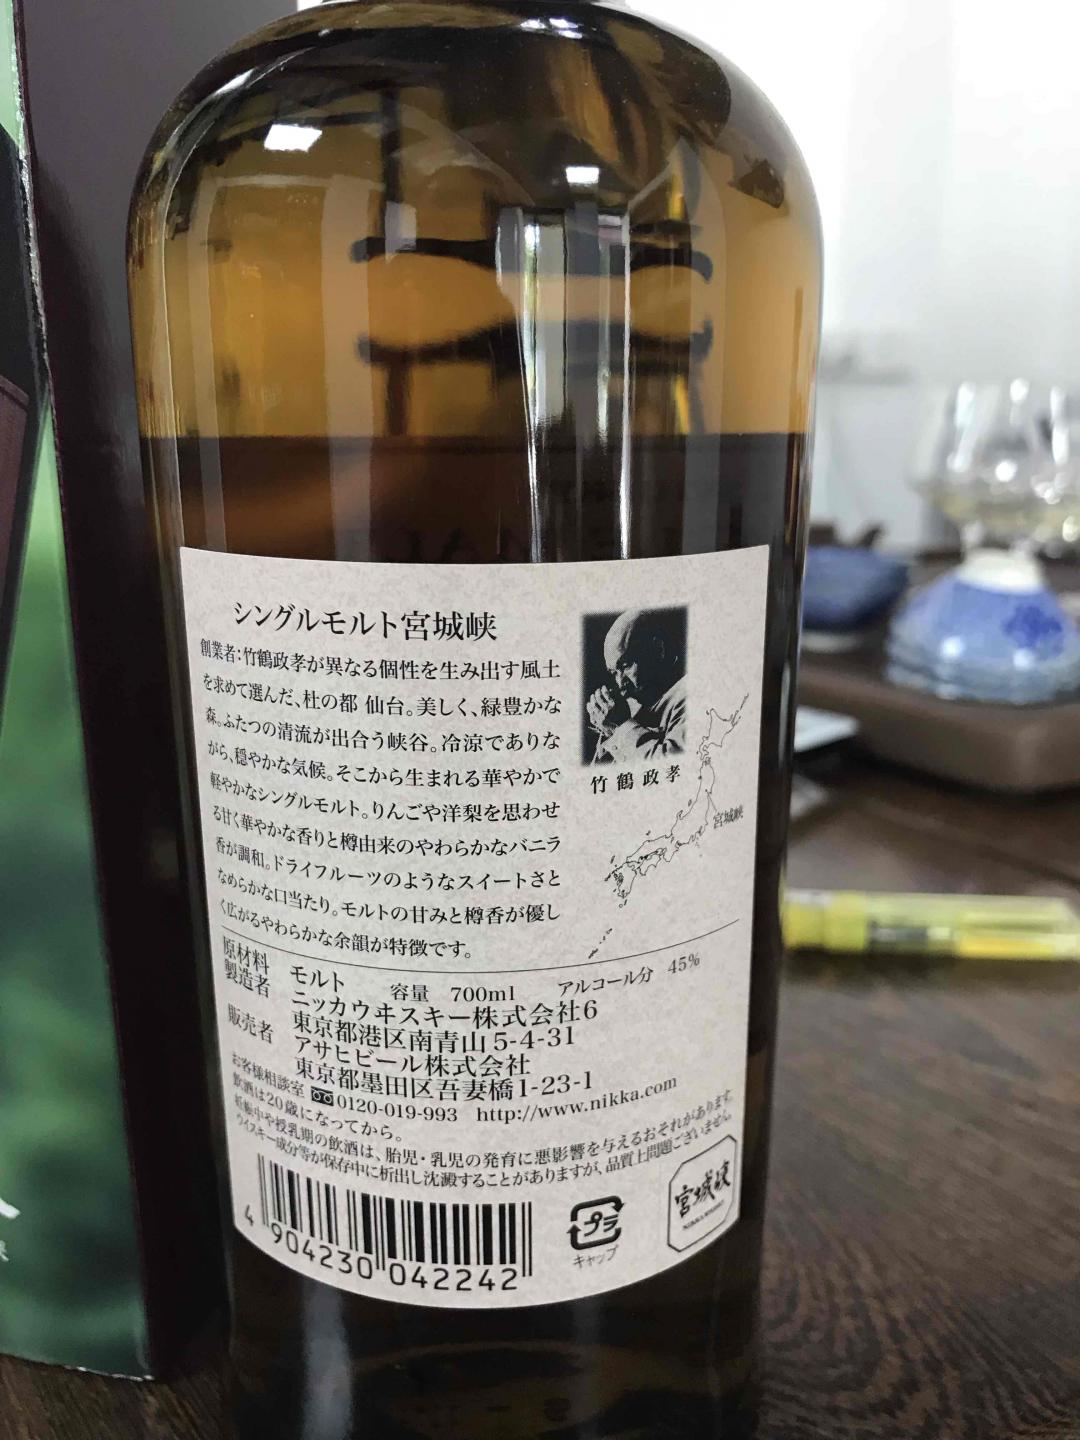 シングルモルト宮城峡
創業者:竹鶴政孝が異なる個性を生み出す風土
を求めて選んだ、杜の都 仙台。美しく、緑豊かな
森。ふたつの清流が出合う峡谷。冷涼でありな
がら、穏やかな気候。そこから生まれる華やかで
軽やかなシングルモルト。りんごや洋梨を思わせ
る甘く華やかな香りと樽由来のやわらかなバニラ
香が調和。ドライフルーツのようなスイートさと
なめらかな口当たり。モルトの甘みと樽香が優し
く広がるやわらかな余韻が特徴です。
竹鶴政孝
宮城峡
原材料 モルト 容量 700ml アルコール分 45%
製造者 ニッカウヰスキー株式会社6
東京都港区南青山5-4-31
販売者 アサヒビール株式会社
東京都墨田区吾妻橋1-23-1
お客様相談室 0120-019-993 http://www.nikka.com
飲酒は20歳になってから。
妊娠中や授乳期の飲酒は、胎児・乳児の発育に悪影響を与えるおそれがあります。
ウイスキー成分等が保存中に析出し沈澱することがありますが、品質上問題ございません。
4 904230 042242
プラ
キャップ
宮城峡